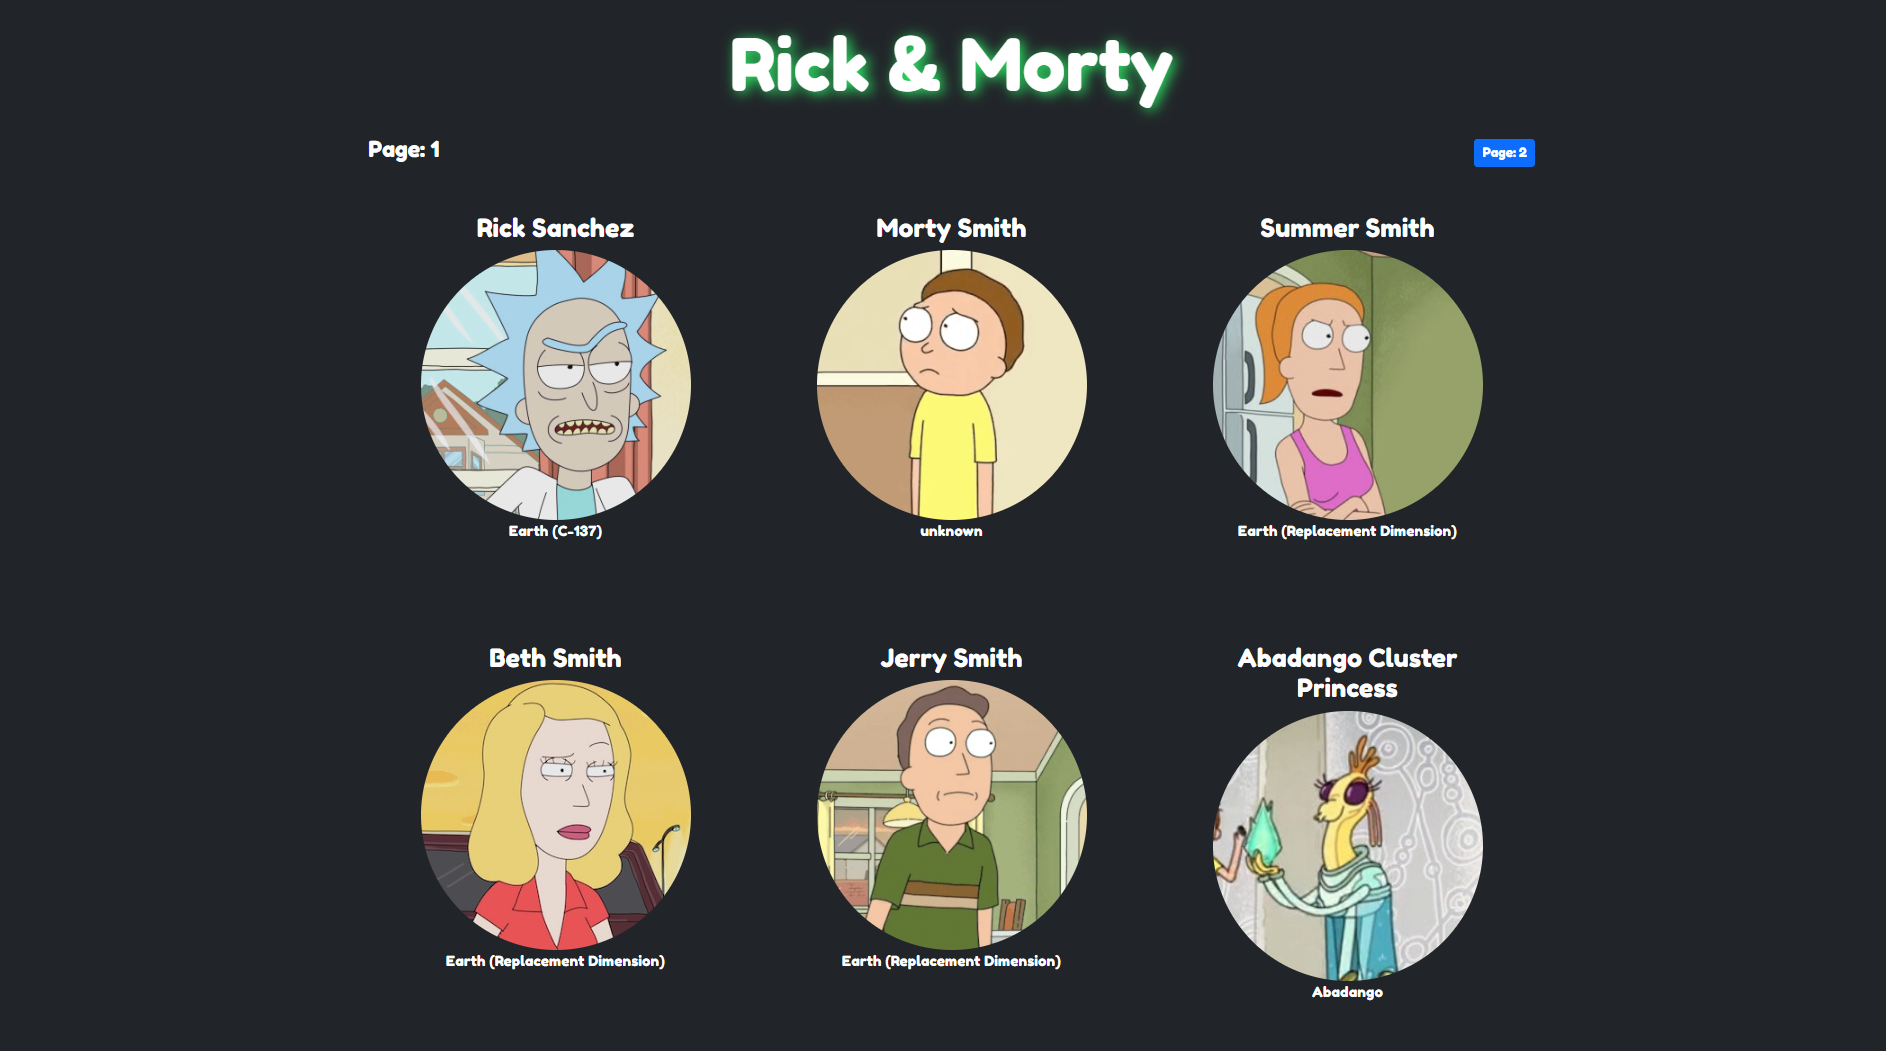 Rick & Morty
Page: 1
Page: 2
Rick Sanchez
Morty Smith
Summer Smith
Earth (C-137)
unknown
Earth (Replacement Dimension)
Beth Smith
Jerry Smith
Abadango Cluster
Princess
Earth (Replacement Dimension)
Earth (Replacement Dimension)
Abadango